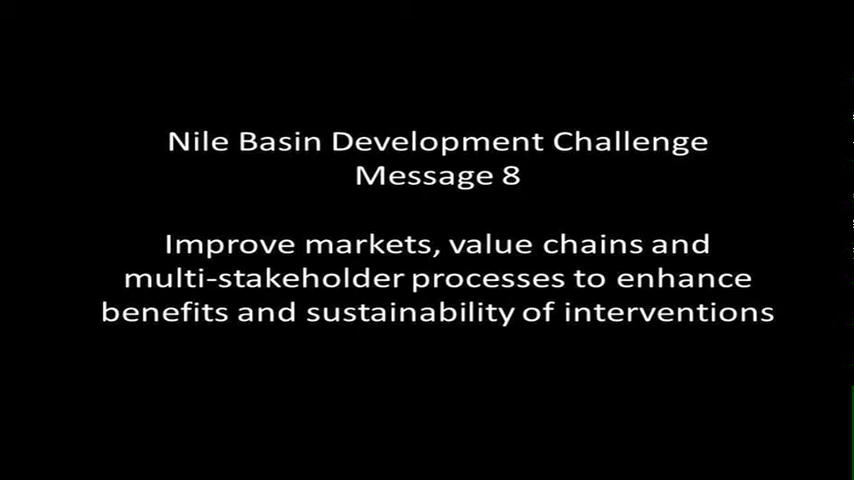 Nile Basin Development Challenge
Message 8
Improve markets, value chains and
multi-stakeholder processes to enhance
benefits and sustainability of interventions